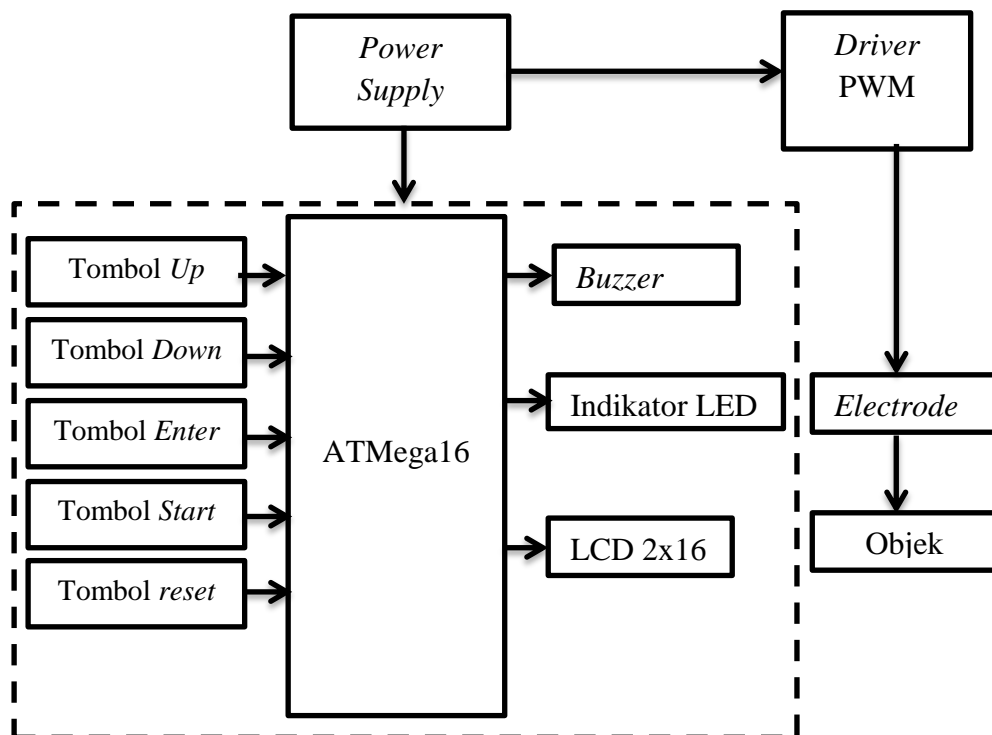 Power
Supply
Driver
PWM
Tombol Up
Tombol Down
Tombol Enter
Tombol Start
Tombol reset
ATMega16
Buzzer
Indikator LED
LCD 2x16
Electrode
Objek